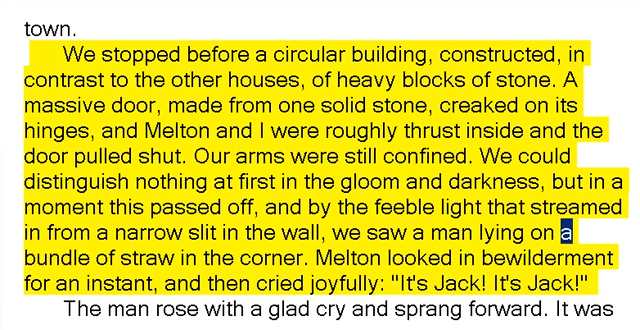 town.
We stopped before a circular building, constructed, in
contrast to the other houses, of heavy blocks of stone. A
massive door, made from one solid stone, creaked on its
hinges, and Melton and I were roughly thrust inside and the
door pulled shut. Our arms were still confined. We could
distinguish nothing at first in the gloom and darkness, but in a
moment this passed off, and by the feeble light that streamed
in from a narrow slit in the wall, we saw a man lying on a
bundle of straw in the corner. Melton looked in bewilderment
for an instant, and then cried joyfully: "It's Jack! It's Jack!"
The man rose with a glad cry and sprang forward. It was